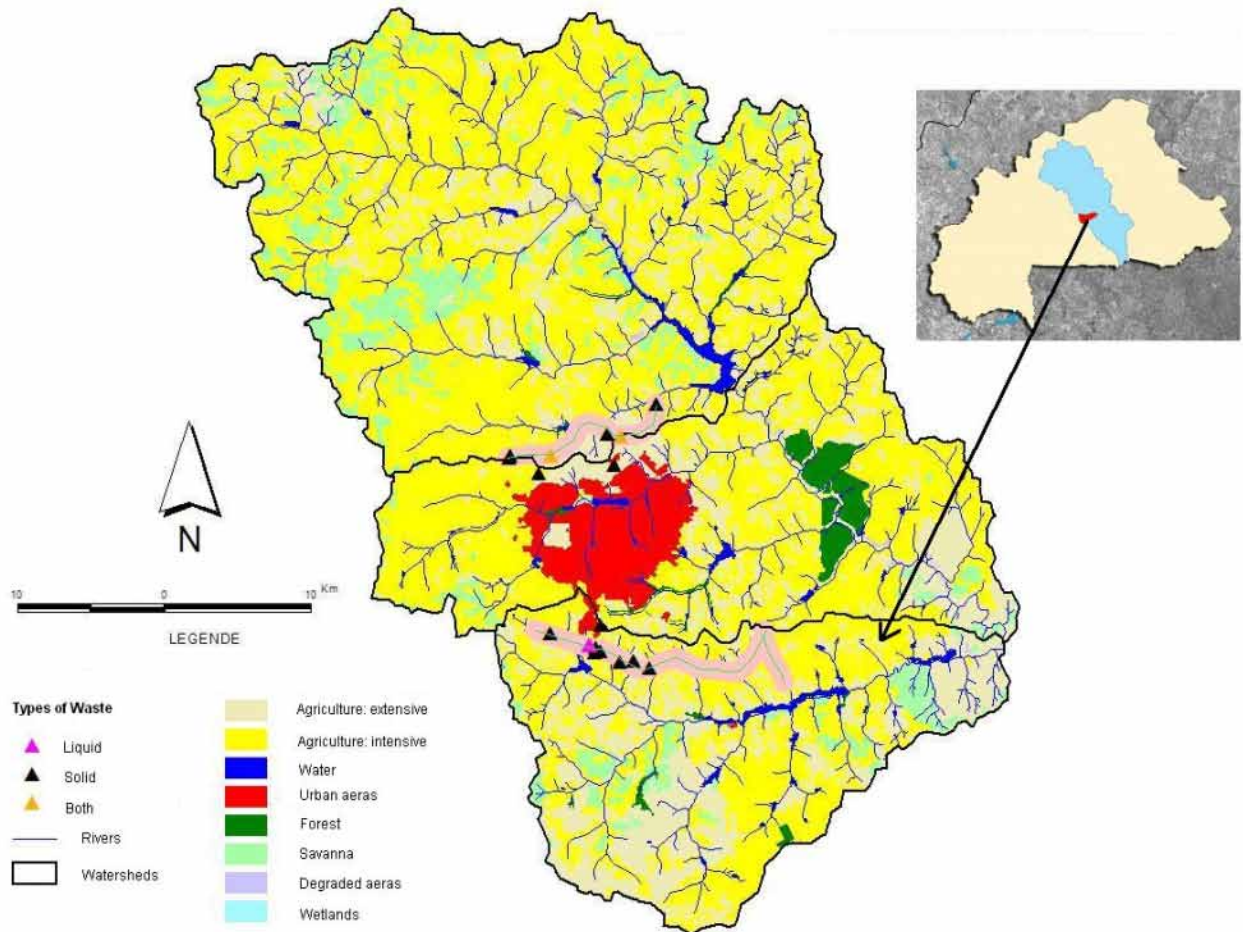 N
10 0 10 Km
LEGENDE
Types of Waste
Liquid
Solid
Both
Rivers
Watersheds
Agriculture: extensive
Agriculture: intensive
Water
Urban aeras
Forest
Savanna
Degraded aeras
Wetlands